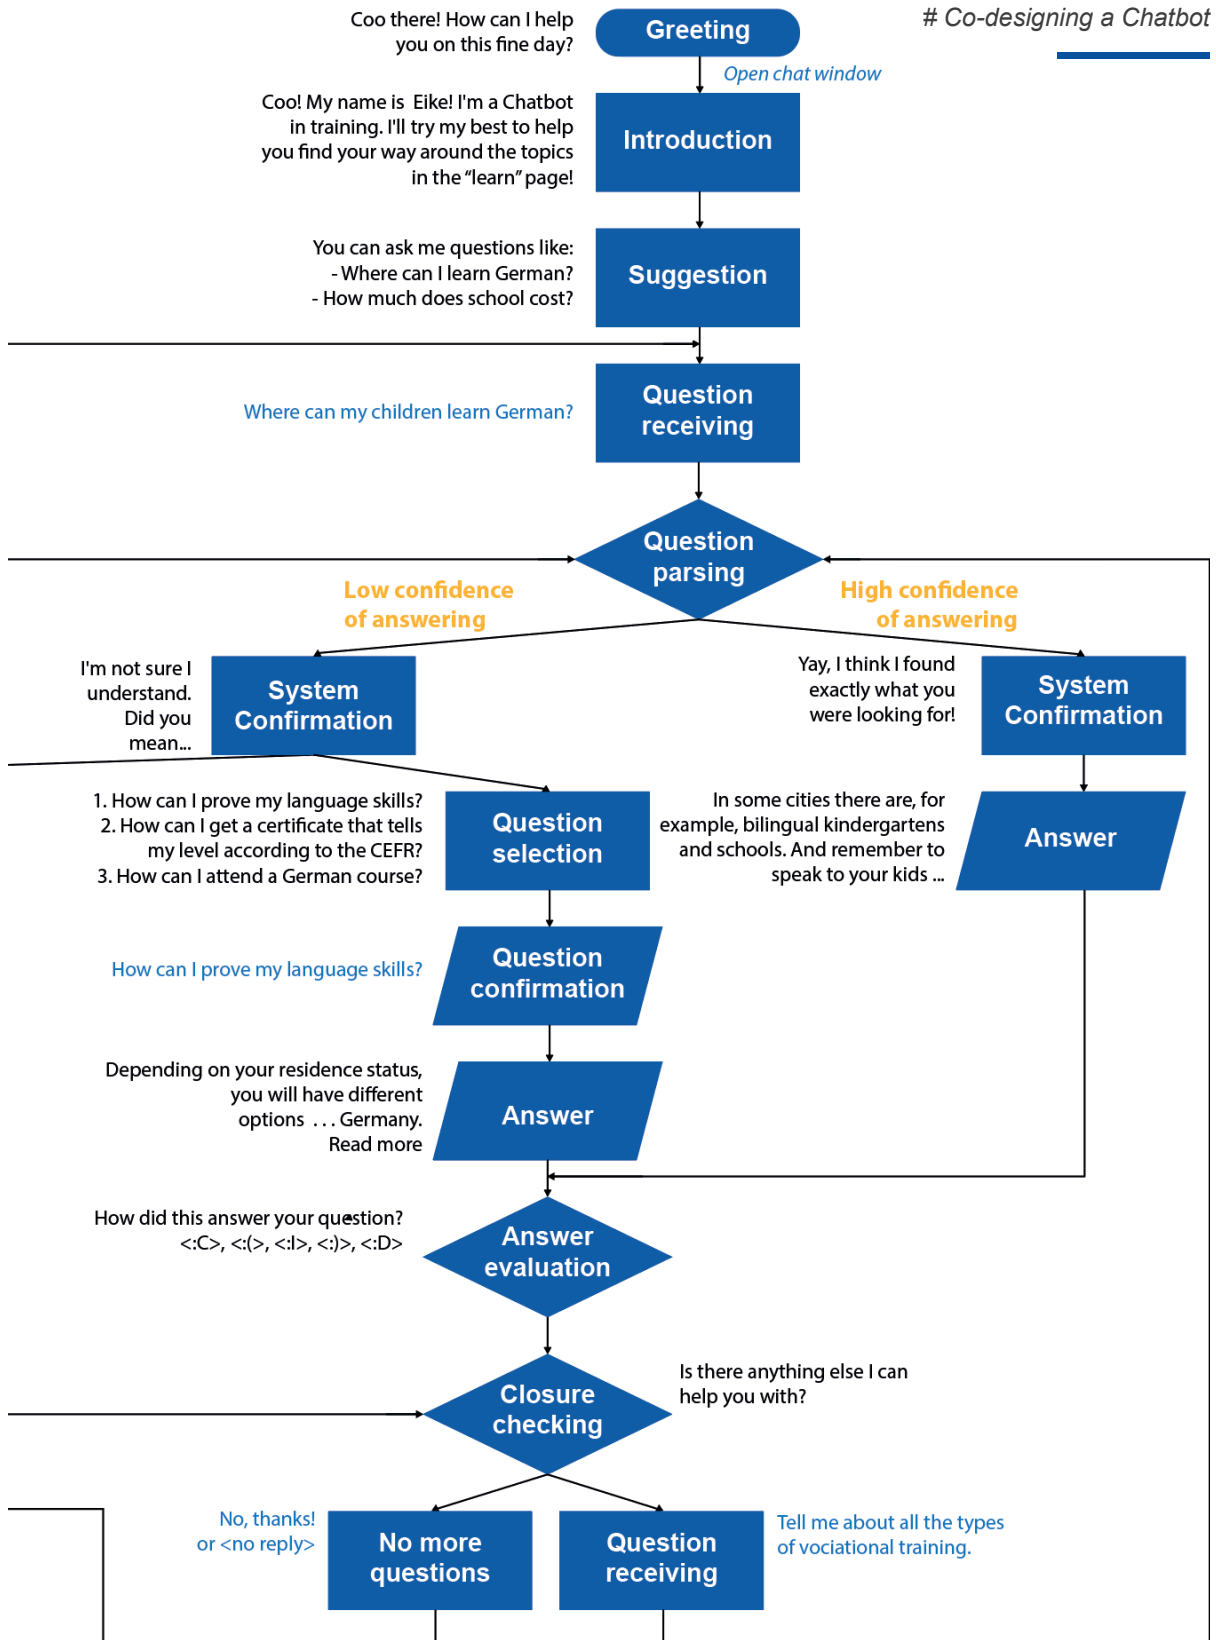 # Co-designing a Chatbot
Coo there! How can I help
you on this fine day?
Greeting
Open chat window
Coo! My name is Eike! I'm a Chatbot
in training. I'll try my best to help
you find your way around the topics
in the “learn” page!
Introduction
You can ask me questions like:
- Where can I learn German?
- How much does school cost?
Suggestion
Where can my children learn German?
Question
receiving
Question
parsing
Low confidence
of answering
High confidence
of answering
I'm not sure I
understand.
Did you
mean...
System
Confirmation
Yay, I think I found
exactly what you
were looking for!
System
Confirmation
1. How can I prove my language skills?
2. How can I get a certificate that tells
my level according to the CEFR?
3. How can I attend a German course?
Question
selection
In some cities there are, for
example, bilingual kindergartens
and schools. And remember to
speak to your kids ...
Answer
How can I prove my language skills?
Question
confirmation
Depending on your residence status,
you will have different
options ... Germany.
Read more
Answer
How did this answer your question?
<:C>, <:(>, <:I>, <:)>, <:D>
Answer
evaluation
Closure
checking
Is there anything else I can
help you with?
No, thanks!
or <no reply>
No more
questions
Question
receiving
Tell me about all the types
of vociational training.